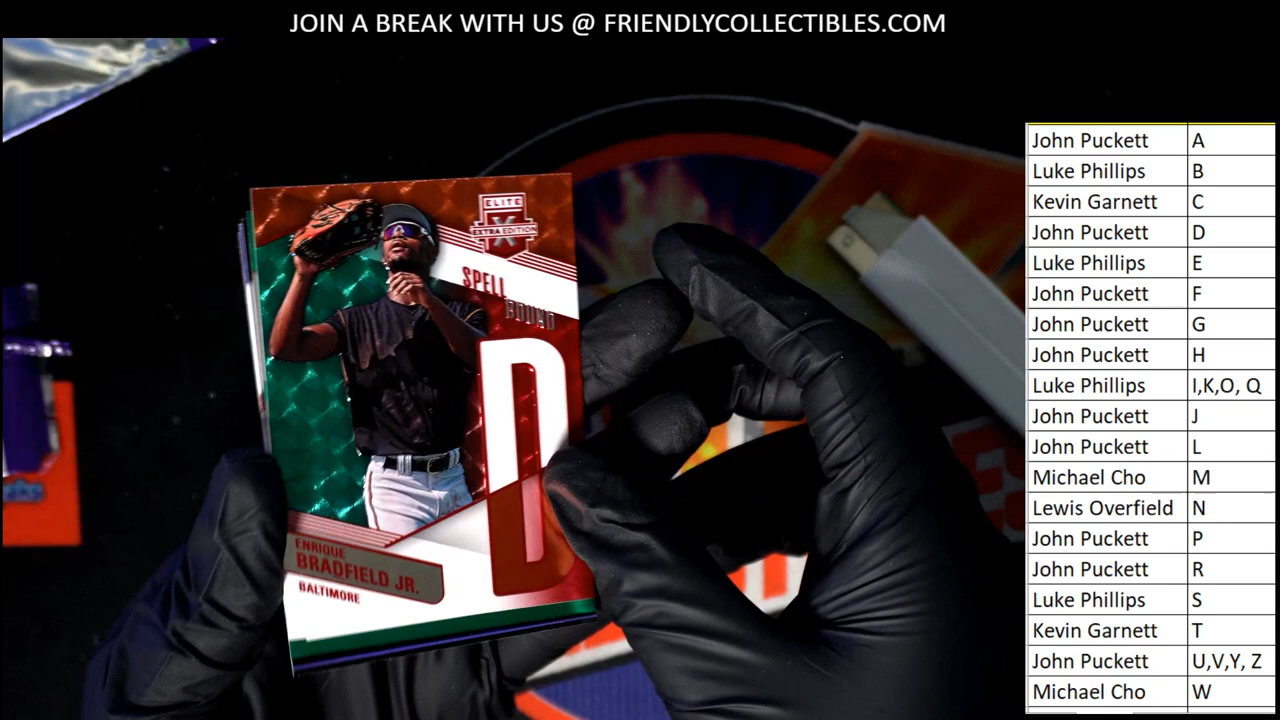 JOIN A BREAK WITH US @ FRIENDLYCOLLECTIBLES.COM
ELITE
X
EXTRA EDITION
SPELL
BOUND
D
ENRIQUE
BRADFIELD JR.
BALTIMORE
John Puckett A
Luke Phillips B
Kevin Garnett C
John Puckett D
Luke Phillips E
John Puckett F
John Puckett G
John Puckett H
Luke Phillips I,K,O, Q
John Puckett J
John Puckett L
Michael Cho M
Lewis Overfield N
John Puckett P
John Puckett R
Luke Phillips S
Kevin Garnett T
John Puckett U,V,Y, Z
Michael Cho W